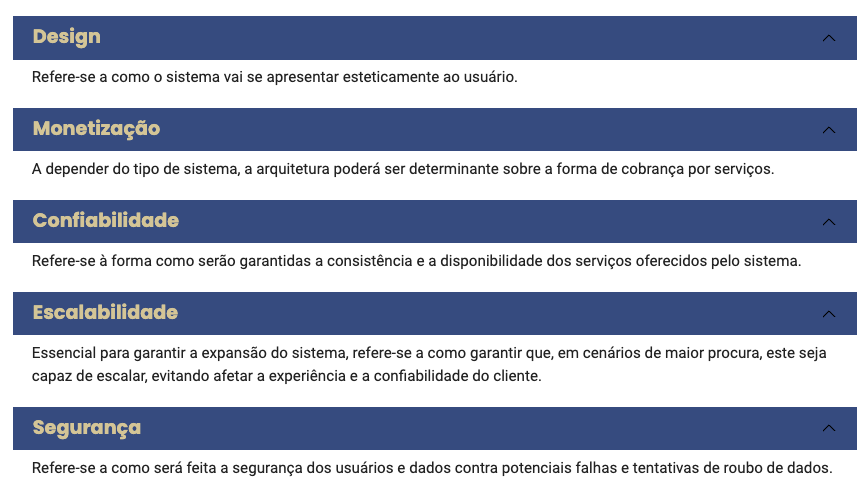 Design
Refere-se a como o sistema vai se apresentar esteticamente ao usuário.
Monetização
A depender do tipo de sistema, a arquitetura poderá ser determinante sobre a forma de cobrança por serviços.
Confiabilidade
Refere-se à forma como serão garantidas a consistência e a disponibilidade dos serviços oferecidos pelo sistema.
Escalabilidade
Essencial para garantir a expansão do sistema, refere-se a como garantir que, em cenários de maior procura, este seja
capaz de escalar, evitando afetar a experiência e a confiabilidade do cliente.
Segurança
Refere-se a como será feita a segurança dos usuários e dados contra potenciais falhas e tentativas de roubo de dados.